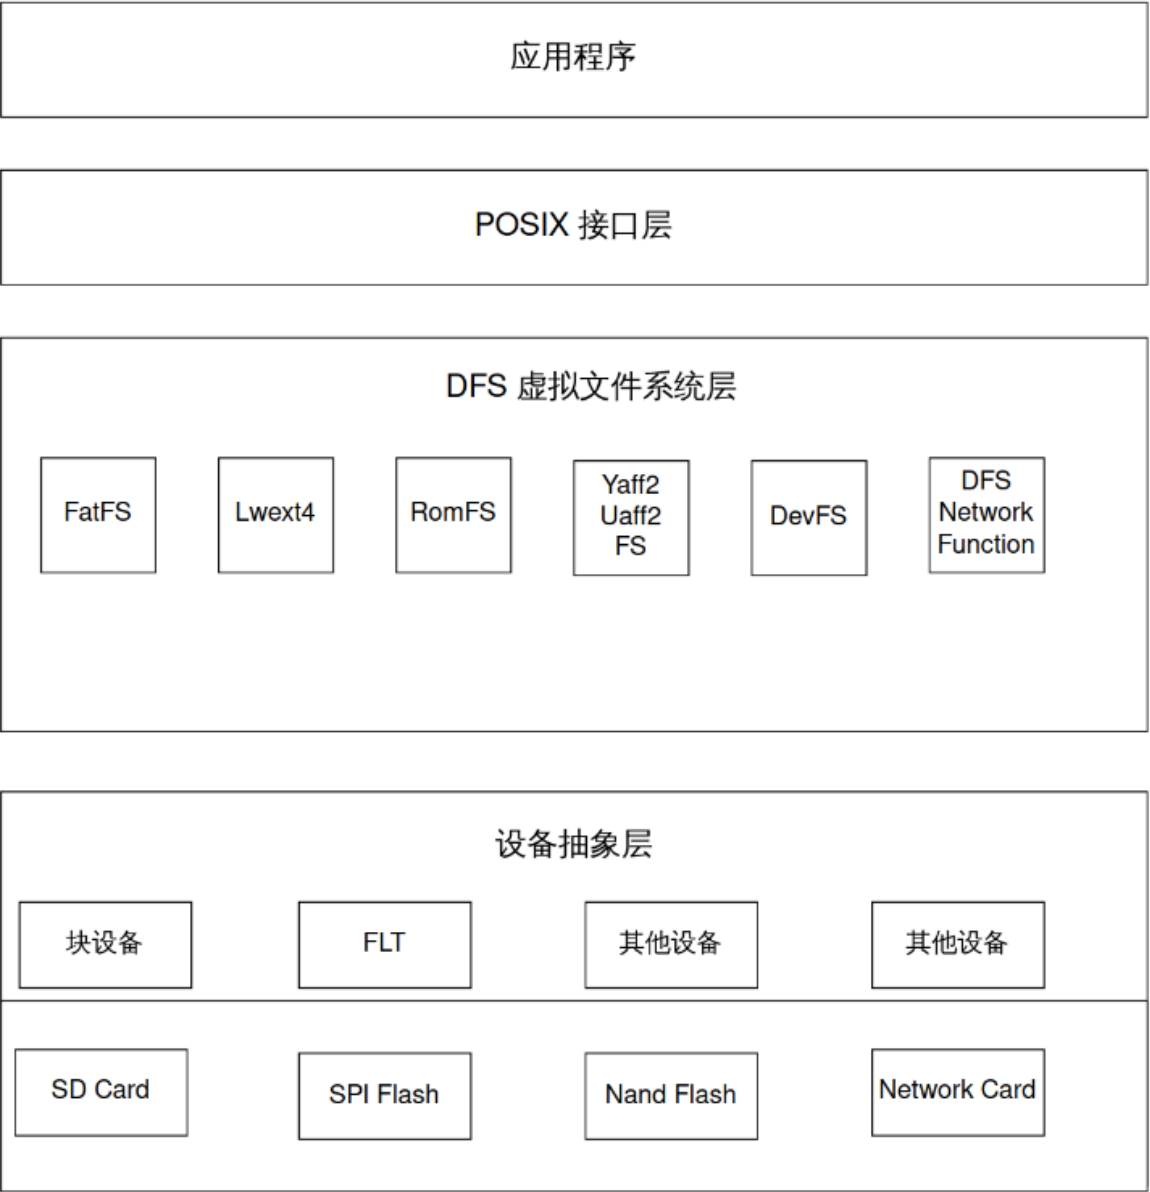 应用程序
POSIX 接口层
DFS 虚拟文件系统层
FatFS
Lwext4
RomFS
Yaff2
Uaff2
FS
DevFS
DFS
Network
Function
设备抽象层
块设备
FLT
其他设备
其他设备
SD Card
SPI Flash
Nand Flash
Network Card